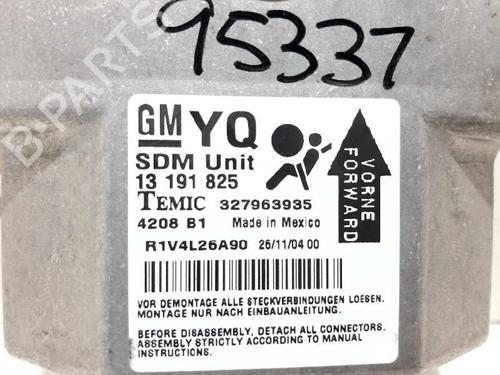 95337
GM YQ
SDM Unit
13 191 825
TEMIC 327963935
4208 B1 Made in Mexico
R1V4L26A90 26/11/04 00
VORNE
FORWARD
VOR DEMONTAGE ALLE STECKVERBINDUNGEN LOESEN.
MONTAGE NUR NACH EINBAUANLEITUNG.
BEFORE DISASSEMBLY, DETACH ALL CONNECTORS.
ASSEMBLY STRICTLY ACCORDING TO MANUAL
INSTRUCTIONS.
B-PARTS